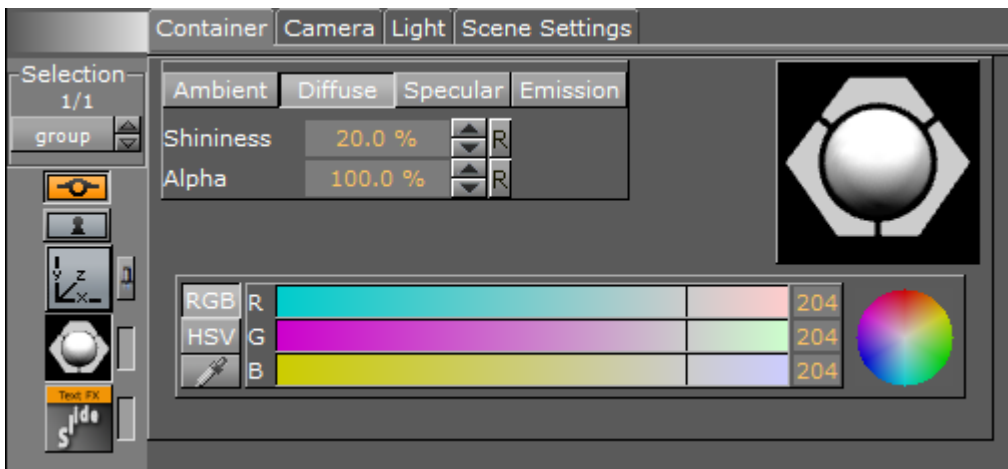 Container Camera Light Scene Settings
Selection
1/1
group
Ambient Diffuse Specular Emission
Shininess 20.0 % R
Alpha 100.0 % R
y z
x
RGB R 204
HSV G 204
B 204
Text FX
Slide